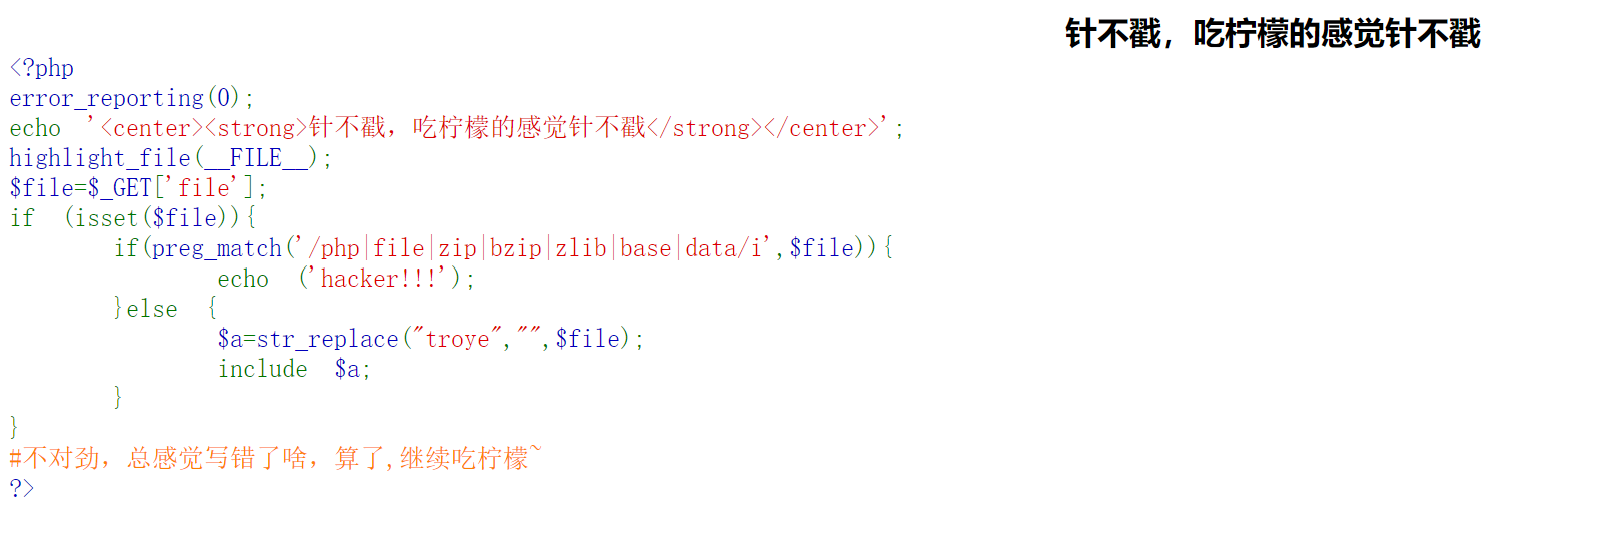 针不戳，吃柠檬的感觉针不戳
<?php
error_reporting(0);
echo '<center><strong>针不戳，吃柠檬的感觉针不戳</strong></center>';
highlight_file(__FILE__);
$file=$_GET['file'];
if (isset($file)){
if(preg_match('/php|file|zip|bzip|zlib|base|data/i',$file)){
echo ('hacker!!!');
}else {
$a=str_replace("troye","",$file);
include $a;
}
}
#不对劲，总感觉写错了啥，算了,继续吃柠檬~
?>